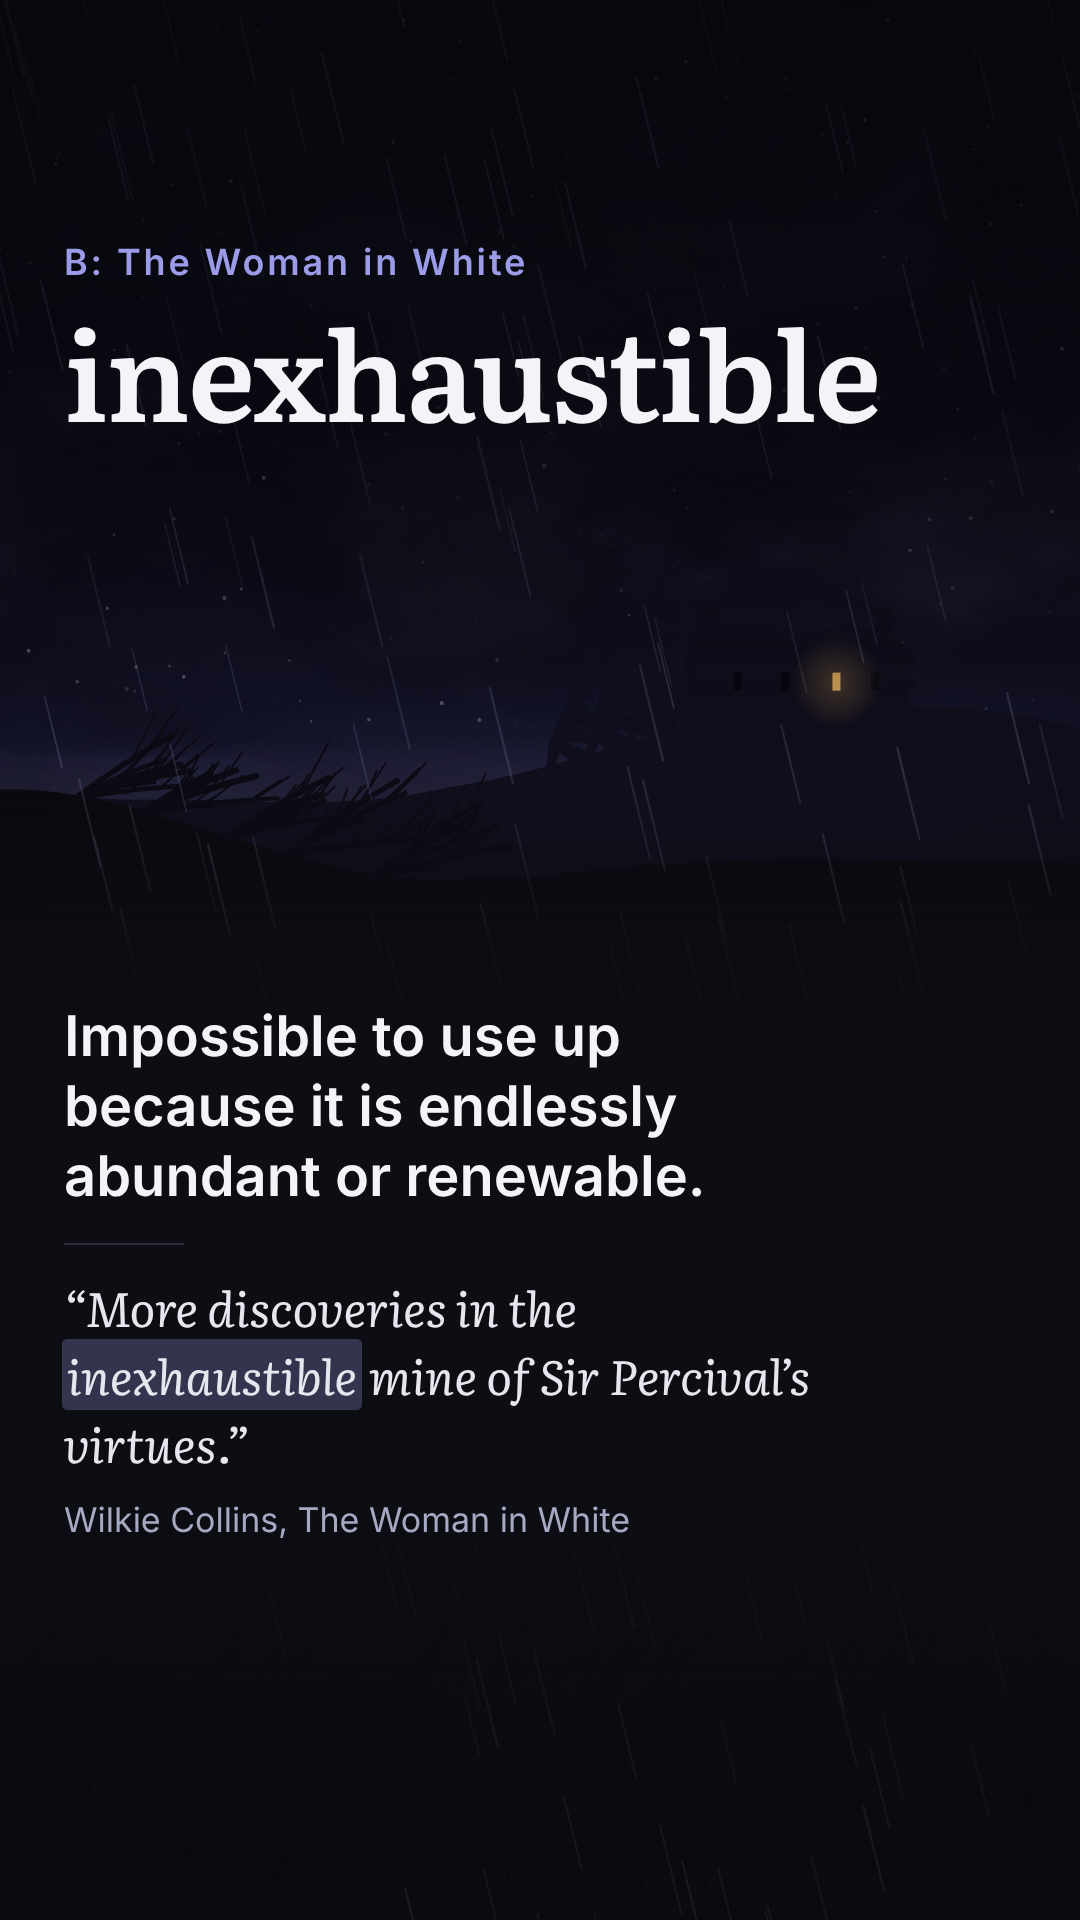 B: The Woman in White
inexhaustible
Impossible to use up
because it is endlessly
abundant or renewable.
“More discoveries in the
inexhaustible mine of Sir Percival’s
virtues.”
Wilkie Collins, The Woman in White